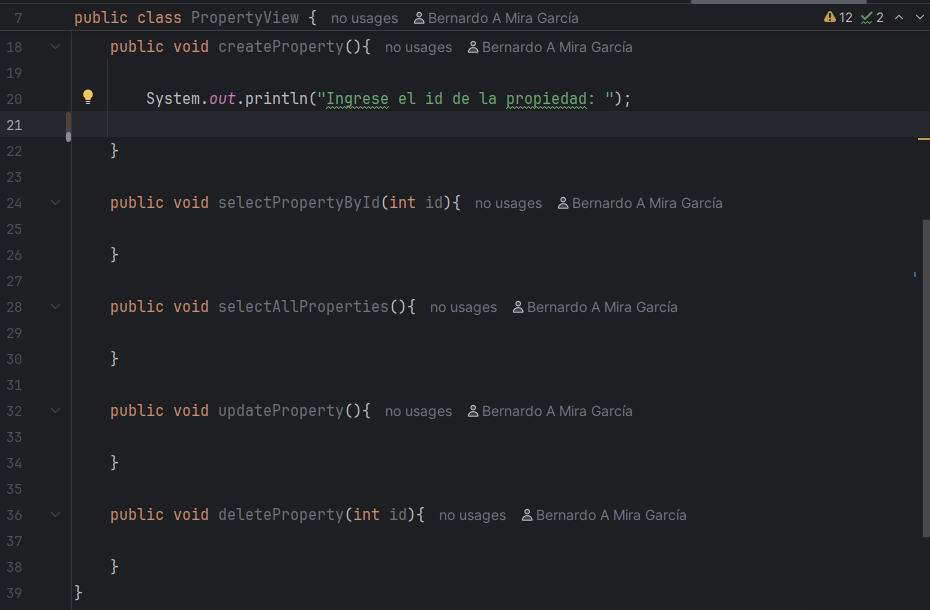 7 public class PropertyView { no usages Bernardo A Mira García 12 2
18 public void createProperty(){ no usages Bernardo A Mira García
19
20 System.out.println("Ingrese el id de la propiedad: ");
21
22 }
23
24 public void selectPropertyById(int id){ no usages Bernardo A Mira García
25
26 }
27
28 public void selectAllProperties(){ no usages Bernardo A Mira García
29
30 }
31
32 public void updateProperty(){ no usages Bernardo A Mira García
33
34 }
35
36 public void deleteProperty(int id){ no usages Bernardo A Mira García
37
38 }
39 }